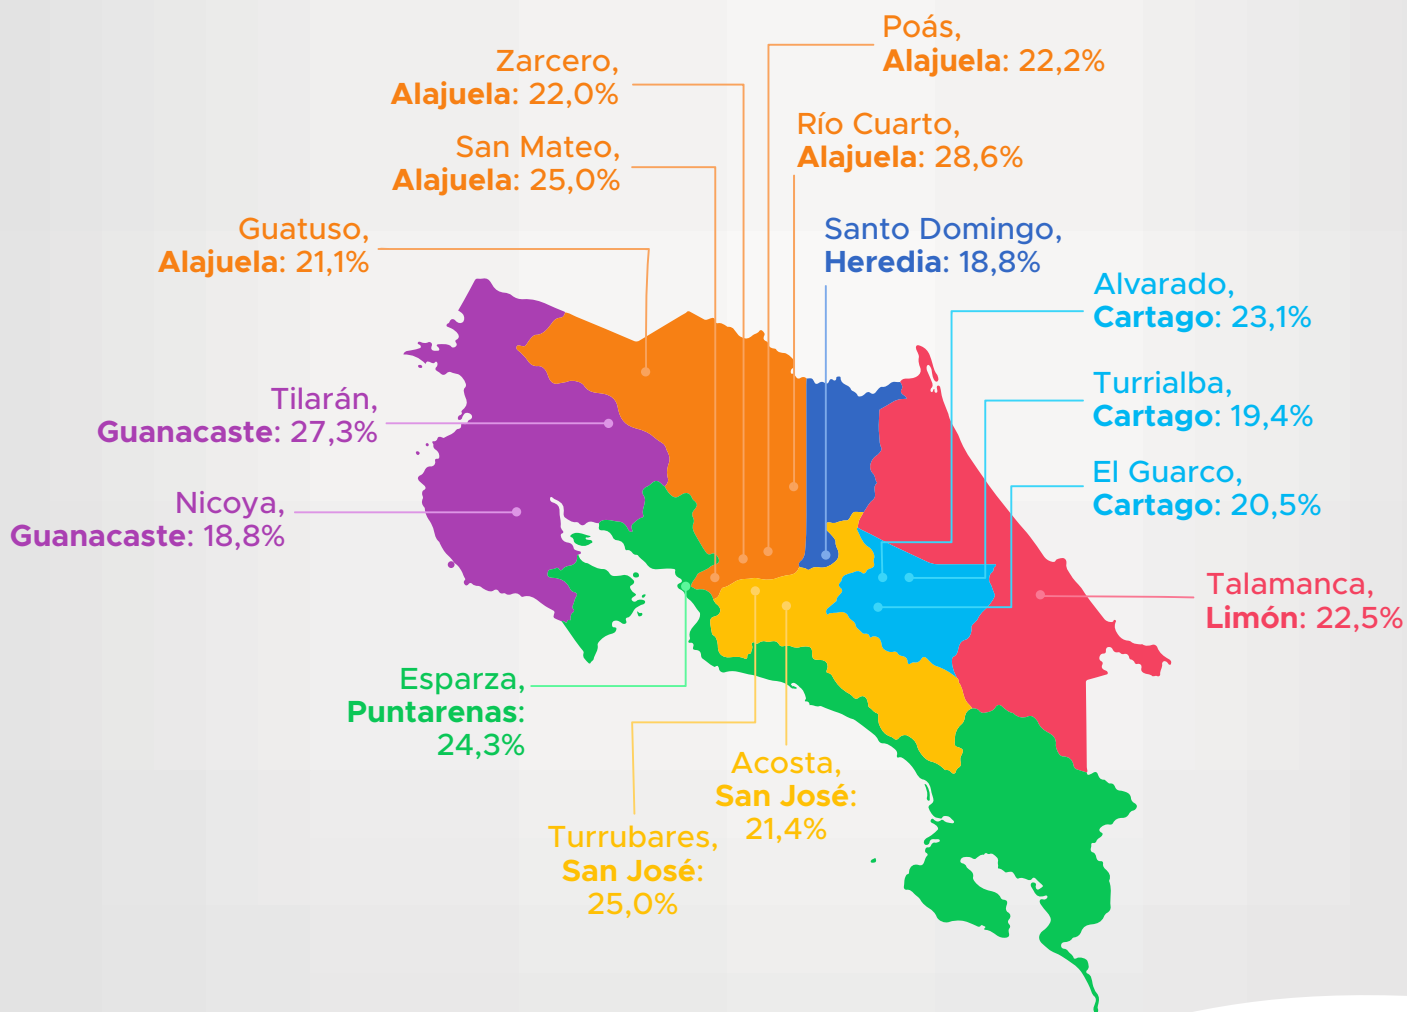 Poás,
Alajuela: 22,2%
Zarcero,
Alajuela: 22,0%
Río Cuarto,
Alajuela: 28,6%
San Mateo,
Alajuela: 25,0%
Guatuso,
Alajuela: 21,1%
Santo Domingo,
Heredia: 18,8%
Alvarado,
Cartago: 23,1%
Turrialba,
Cartago: 19,4%
Tilarán,
Guanacaste: 27,3%
El Guarco,
Cartago: 20,5%
Nicoya,
Guanacaste: 18,8%
Talamanca,
Limón: 22,5%
Esparza,
Puntarenas:
24,3%
Acosta,
San José:
21,4%
Turrubares,
San José:
25,0%